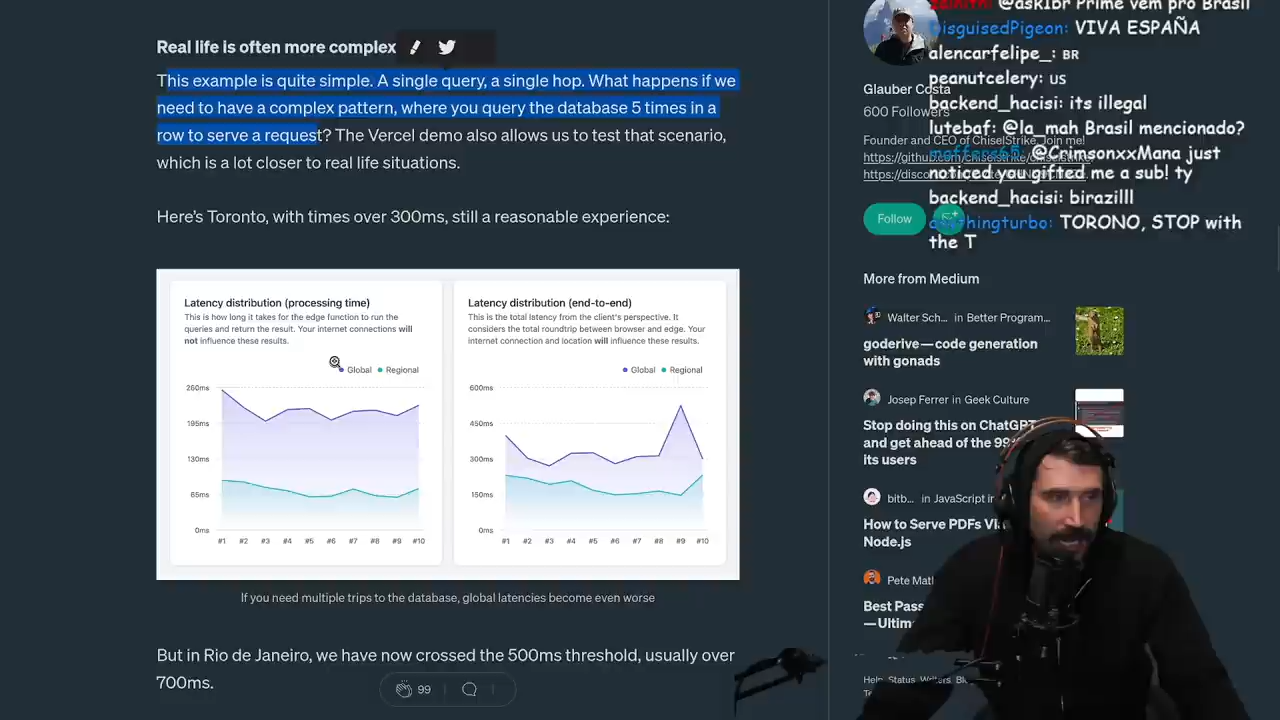 Real life is often more complex
This example is quite simple. A single query, a single hop. What happens if we
need to have a complex pattern, where you query the database 5 times in a
row to serve a request? The Vercel demo also allows us to test that scenario,
which is a lot closer to real life situations.
Here's Toronto, with times over 300ms, still a reasonable experience:
Latency distribution (processing time)
This is how long it takes for the edge function to run the
queries and return the result. Your internet connections will
not influence these results.
Global Regional
260ms
195ms
130ms
65ms
0ms
#1 #2 #3 #4 #5 #6 #7 #8 #9 #10
Latency distribution (end-to-end)
This is the total latency from the client's perspective. It
considers the total roundtrip between browser and edge. Your
internet connection and location will influence these results.
Global Regional
600ms
450ms
300ms
150ms
0ms
#1 #2 #3 #4 #5 #6 #7 #8 #9 #10
If you need multiple trips to the database, global latencies become even worse
But in Rio de Janeiro, we have now crossed the 500ms threshold, usually over
700ms.
99
@askIbr Prime vem pro Brasil
DisguisedPigeon: VIVA ESPAÑA
alencarfelipe_: BR
peanutcelery: US
backend_hacisi: its illegal
lutebaf: @la_mah Brasil mencionado?
@CrimsonxxMana just
noticed you gifted me a sub! ty
backend_hacisi: birazilll
TORONO, STOP with
the T
Glauber Costa
600 Followers
Founder and CEO of ChiselStrike. Join me!
https://github.com/chiselstrike/chiselstrike
Follow
More from Medium
Walter Sch... in Better Program...
goderive—code generation
with gonads
Josep Ferrer in Geek Culture
Stop doing this on ChatGPT
and get ahead of the 99
its users
bitb... in JavaScript in
How to Serve PDFs Vi
Node.js
Pete Mat
Best Pas
—Ultim
Help Status Writers